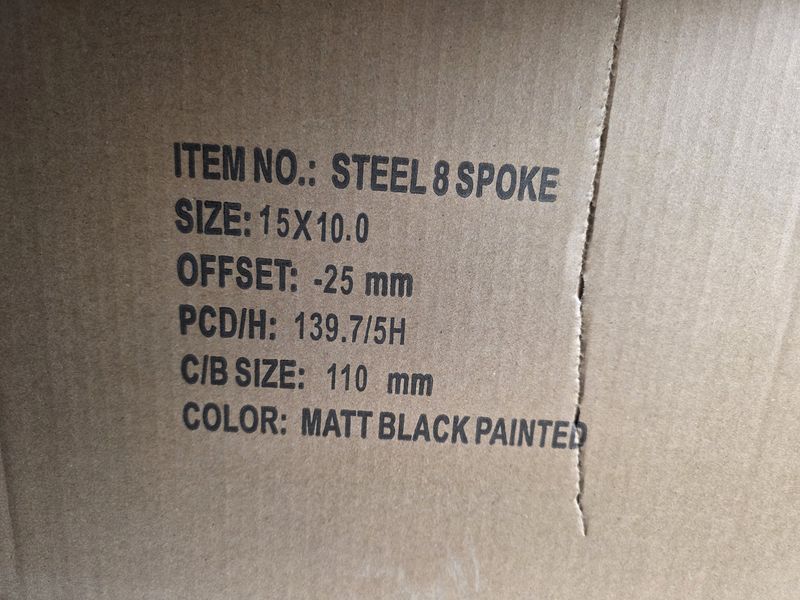 ITEM NO.: STEEL 8 SPOKE
SIZE: 15X10.0
OFFSET: -25 mm
PCD/H: 139.7/5H
C/B SIZE: 110 mm
COLOR: MATT BLACK PAINTED